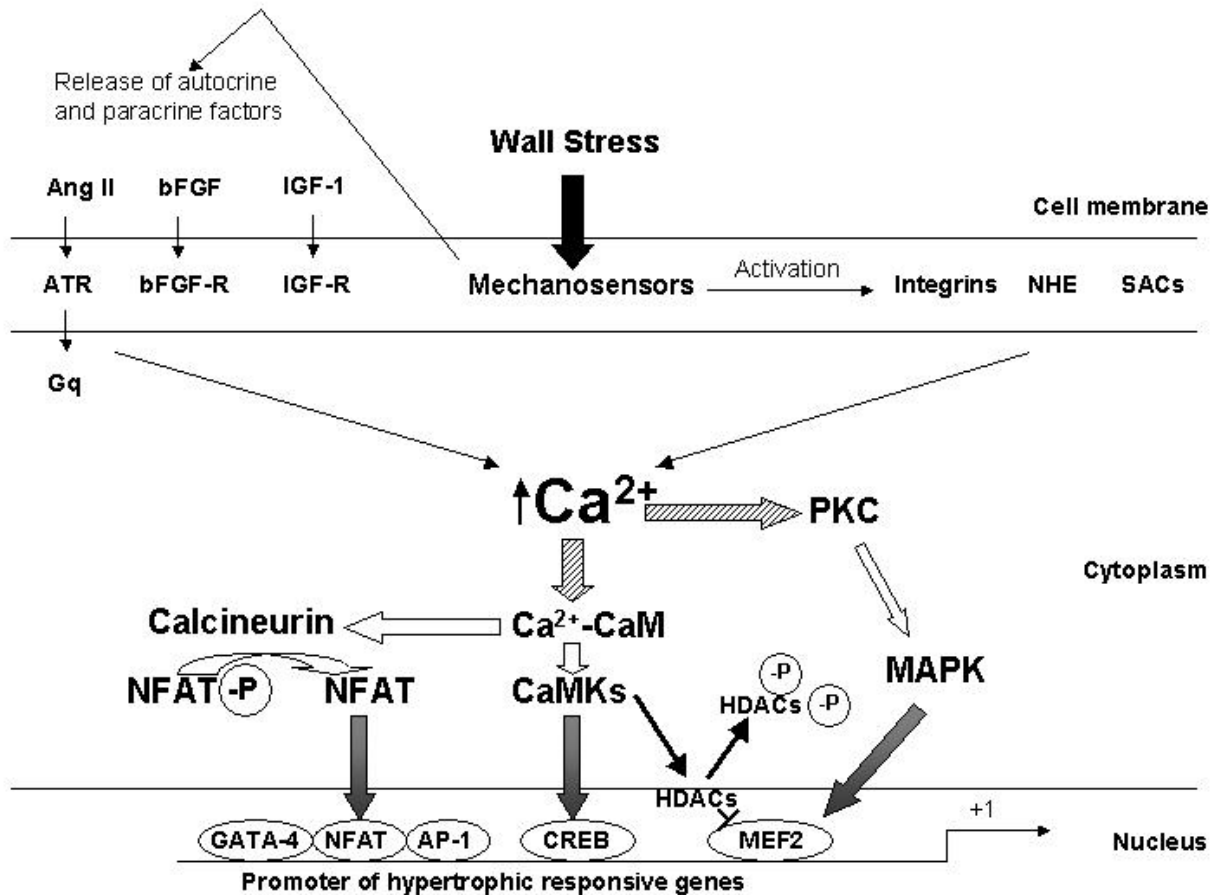 Release of autocrine
and paracrine factors
Wall Stress
Ang II bFGF IGF-1
Cell membrane
ATR bFGF-R IGF-R Mechanosensors Activation Integrins NHE SACs
Gq
↑Ca²⁺ PKC
Cytoplasm
Calcineurin Ca²⁺-CaM
NFAT -P NFAT CaMKs HDACs -P -P MAPK
HDACs
+1
GATA-4 NFAT AP-1 CREB MEF2 Nucleus
Promoter of hypertrophic responsive genes